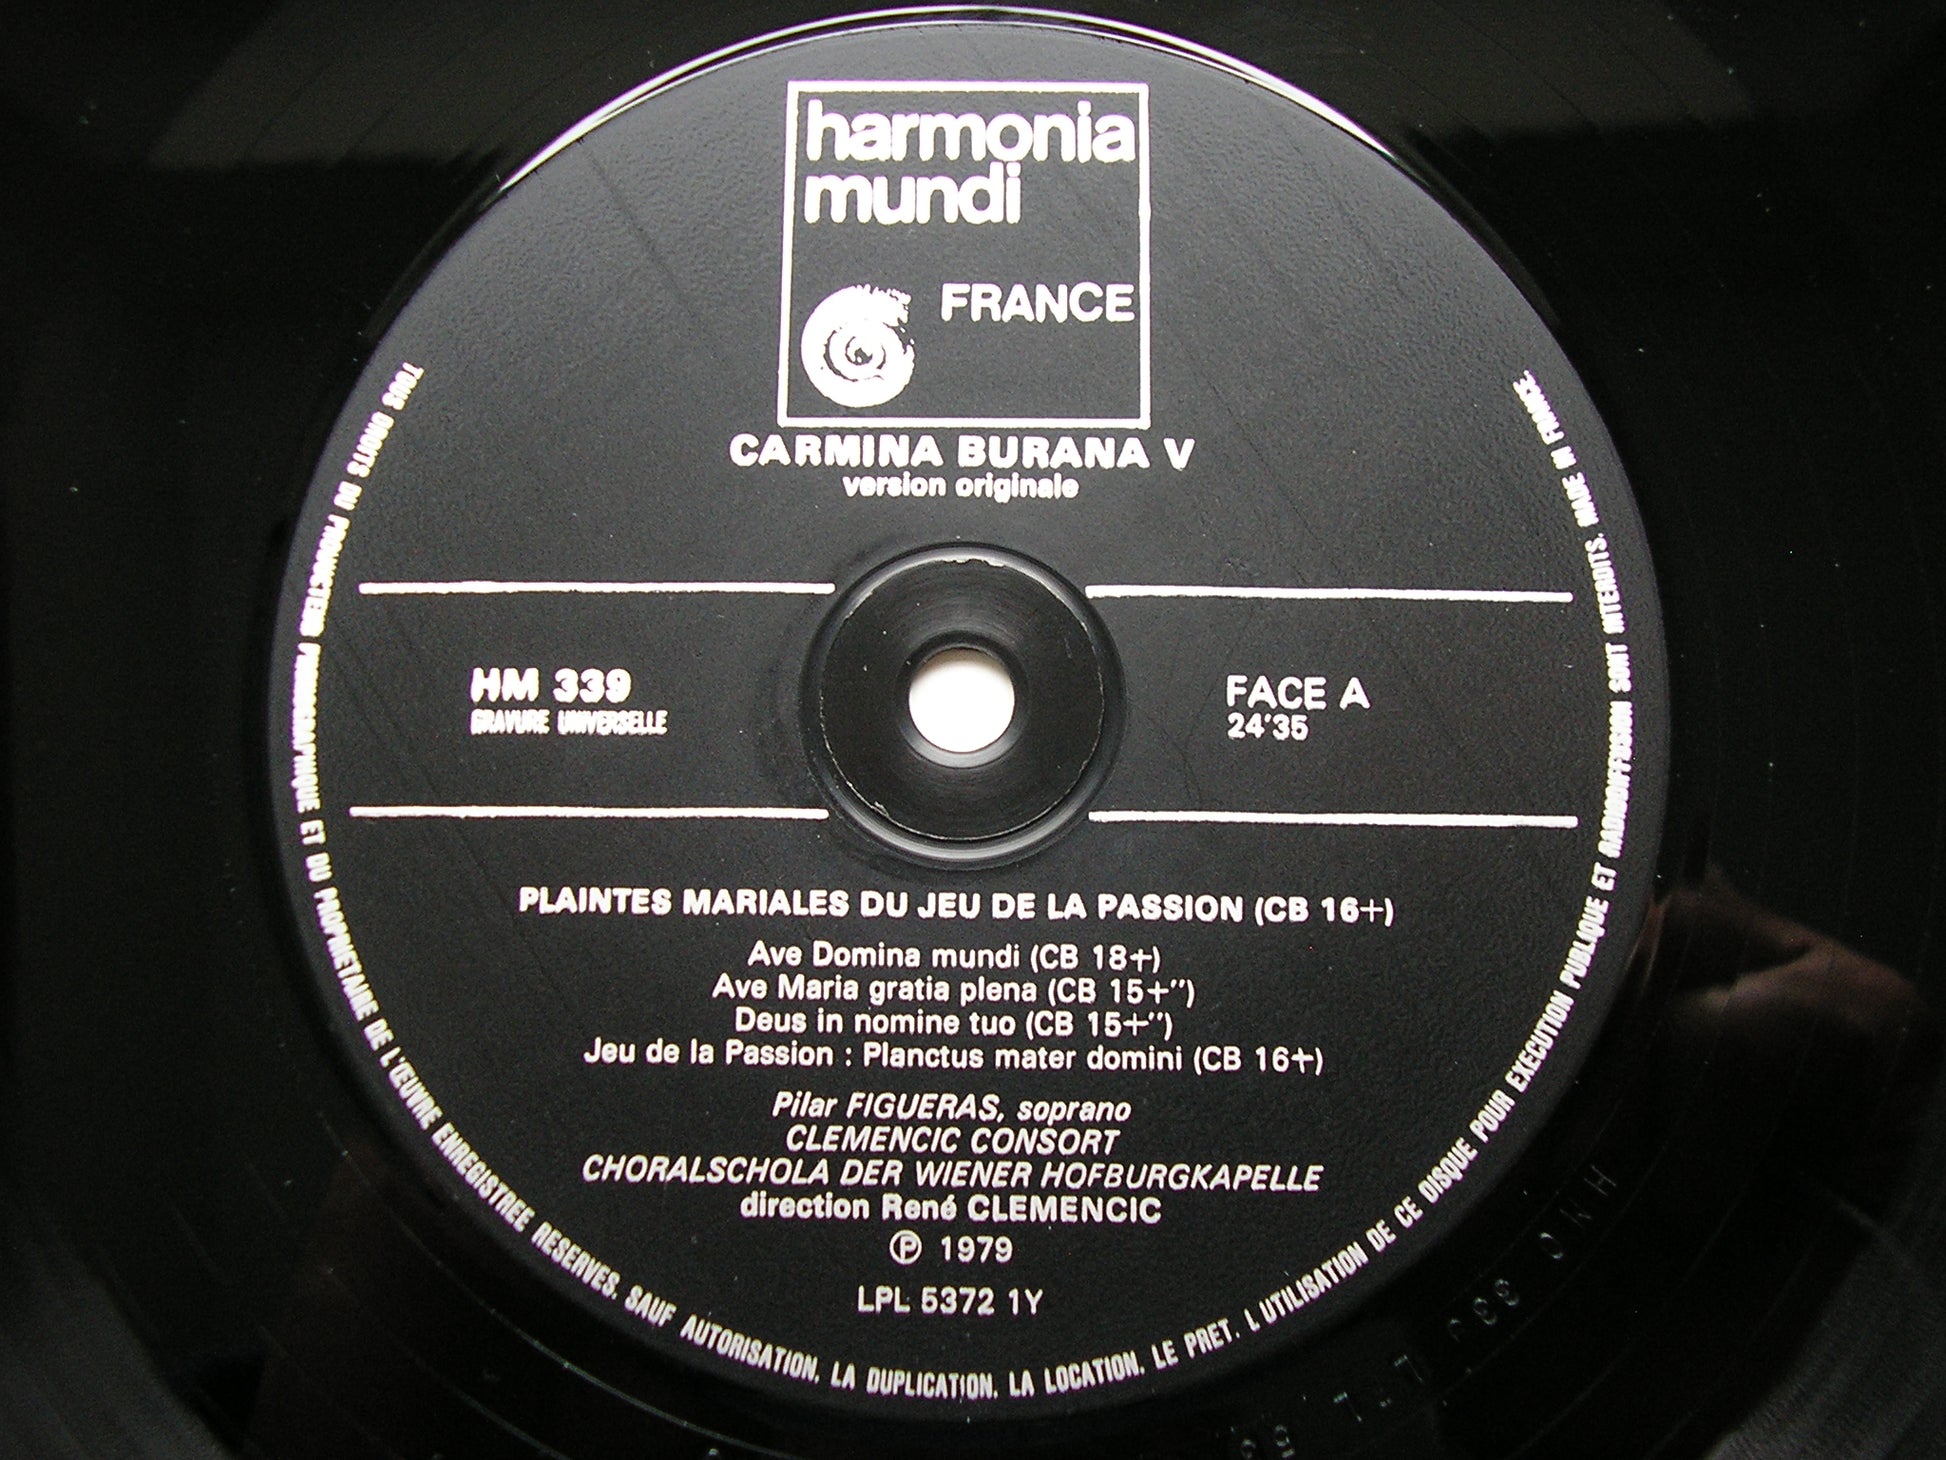 harmonia
mundi
FRANCE
CARMINA BURANA V
version originale
HM 339
GRAVURE UNIVERSELLE
FACE A
24'35
PLAINTES MARIALES DU JEU DE LA PASSION (CB 16+)
Ave Domina mundi (CB 18+)
Ave Maria gratia plena (CB 15+")
Deus in nomine tuo (CB 15+")
Jeu de la Passion : Planctus mater domini (CB 16+)
Pilar FIGUERAS, soprano
CLEMENCIC CONSORT
CHORALSCHOLA DER WIENER HOFBURGKAPELLE
direction René CLEMENCIC
℗ 1979
LPL 5372 1Y
TOUS DROITS DU PRODUCTEUR PHONOGRAPHIQUE ET DU PROPRIETAIRE DE L'ŒUVRE ENREGISTREE RESERVES. SAUF AUTORISATION, LA DUPLICATION, LA LOCATION, LE PRET, L UTILISATION DE CE DISQUE POUR EXECUTION PUBLIQUE ET RADIODIFFUSION SONT INTERDITS. MADE IN FRANCE.